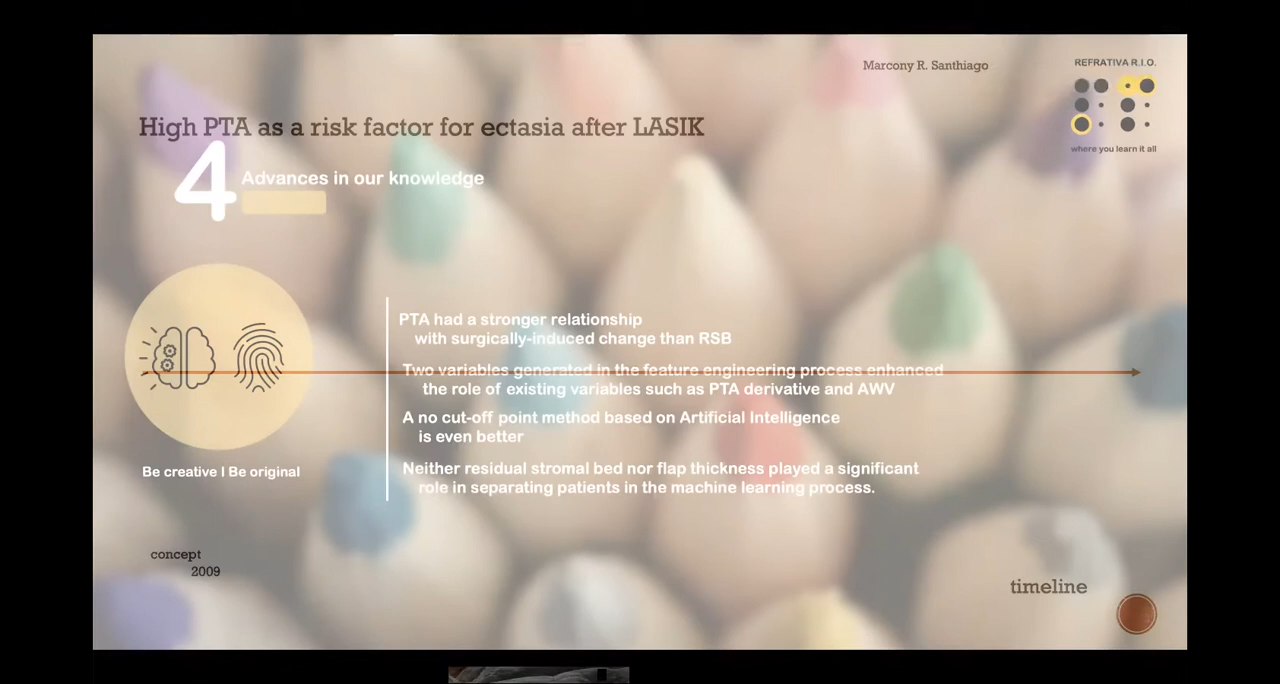 Marcony R. Santhiago
REFRATIVA R.I.O.
where you learn it all
High PTA as a risk factor for ectasia after LASIK
4
Advances in our knowledge
PTA had a stronger relationship
with surgically-induced change than RSB
Two variables generated in the feature engineering process enhanced
the role of existing variables such as PTA derivative and AWV
A no cut-off point method based on Artificial Intelligence
is even better
Neither residual stromal bed nor flap thickness played a significant
role in separating patients in the machine learning process.
Be creative I Be original
concept
2009
timeline